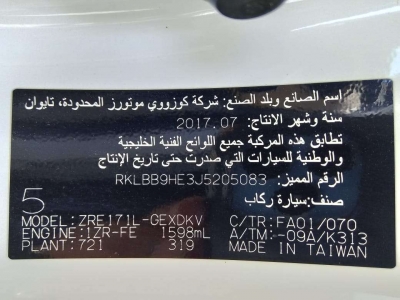 اسم الصانع وبلد الصنع: شركة كوزووي موتورز المحدودة، تايوان
سنة وشهر الانتاج: 2017.07
تطابق هذه المركبة جميع اللوائح الفنية الخليجية
والوطنية للسيارات التي صدرت حتى تاريخ الإنتاج
الرقم المميز: RKLBB9HE3J5205083
صنف: سيارة ركاب
5
MODEL: ZRE171L-GEXDKV C/TR: FA01/070
ENGINE: 1ZR-FE 1598mL A/TM: -09A/K313
PLANT: 721 319 MADE IN TAIWAN